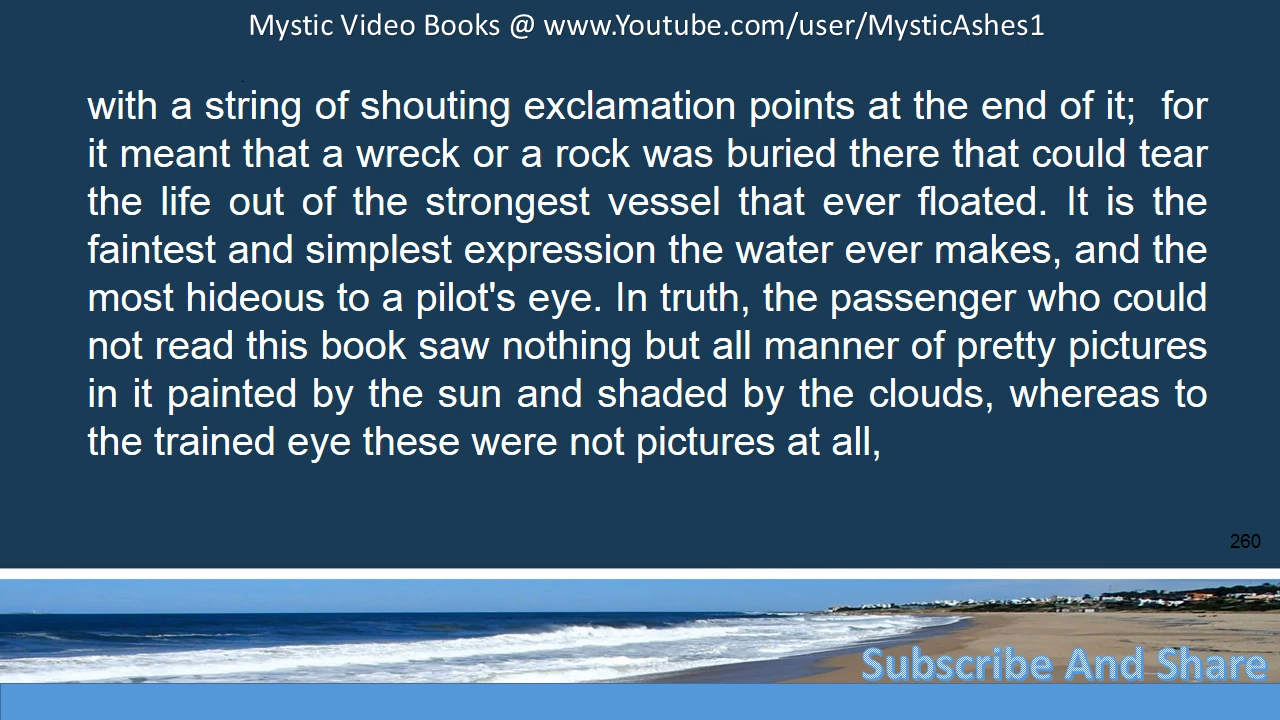 Mystic Video Books @ www.Youtube.com/user/MysticAshes1
with a string of shouting exclamation points at the end of it;  for
it meant that a wreck or a rock was buried there that could tear
the life out of the strongest vessel that ever floated. It is the
faintest and simplest expression the water ever makes, and the
most hideous to a pilot's eye. In truth, the passenger who could
not read this book saw nothing but all manner of pretty pictures
in it painted by the sun and shaded by the clouds, whereas to
the trained eye these were not pictures at all,
260
Subscribe And Share